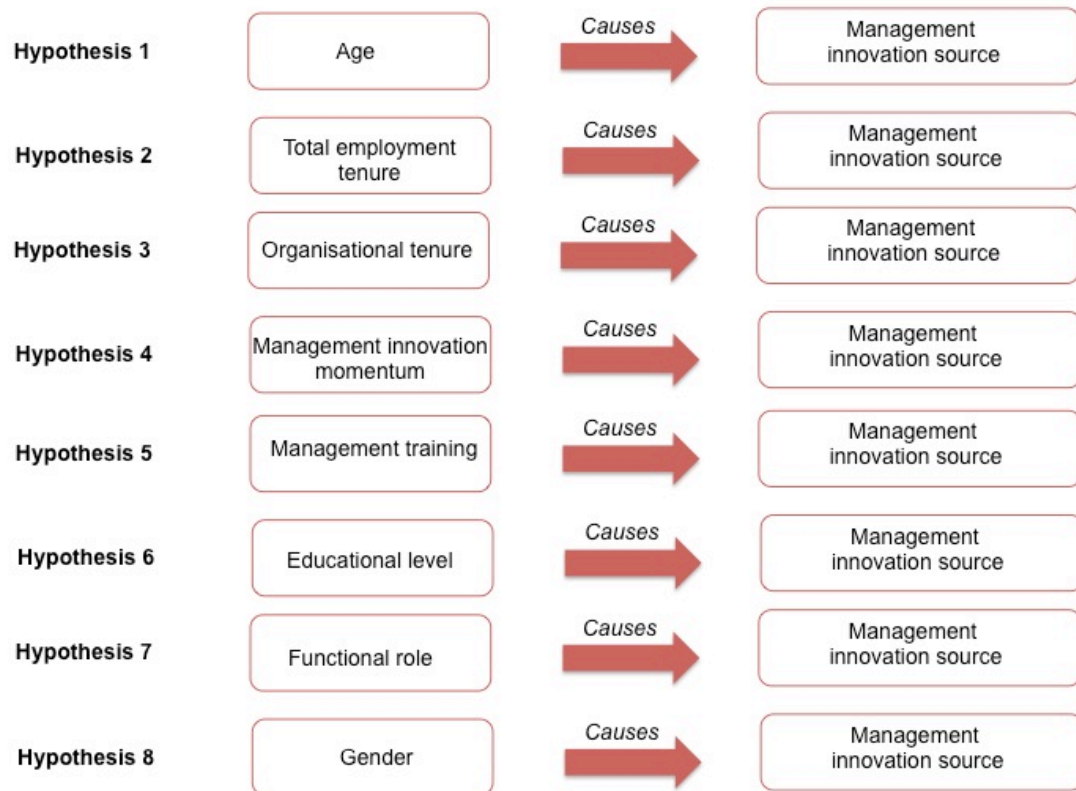 Causes
Management
Hypothesis 1
Age
innovation source
Causes
Management
Hypothesis 2
Total employment
tenure
innovation source
Causes
Management
Hypothesis 3
Organisational tenure
innovation source
Causes
Management
Hypothesis 4
Management innovation
momentum
innovation source
Causes
Management
Hypothesis 5
Management training
innovation source
Causes
Management
Hypothesis 6
Educational level
innovation source
Causes
Management
Hypothesis 7
Functional role
innovation source
Causes
Management
Hypothesis 8
Gender
innovation source